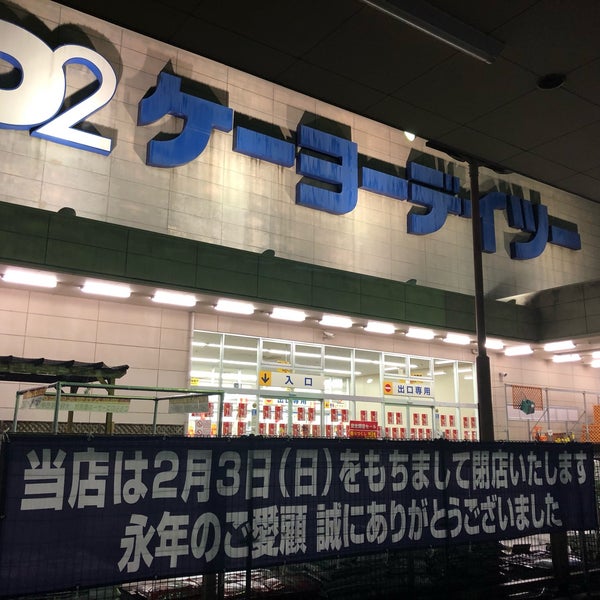 D2 ケーヨーデイツー
入口
出口専用
当店は2月3日(日)をもちまして閉店いたします
永年のご愛顧 誠にありがとうございました